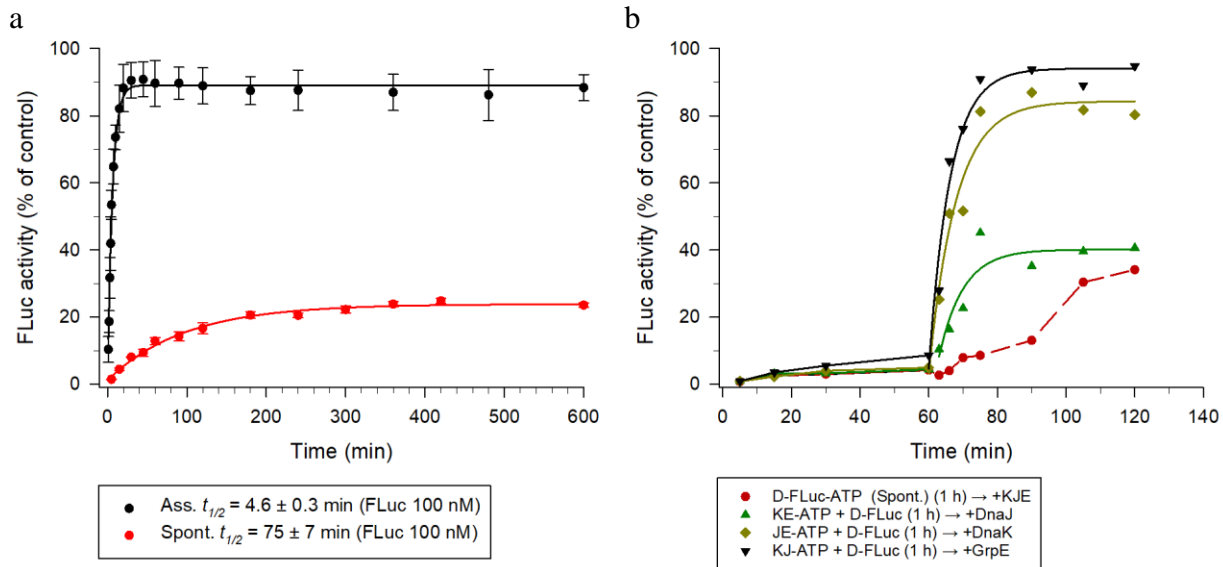 a
100
80
60
40
20
0
FLuc activity (% of control)
0 100 200 300 400 500 600
Time (min)
Ass. t1/2 = 4.6 ± 0.3 min (FLuc 100 nM)
Spont. t1/2 = 75 ± 7 min (FLuc 100 nM)
b
100
80
60
40
20
0
FLuc activity (% of control)
0 20 40 60 80 100 120 140
Time (min)
D-FLuc-ATP (Spont.) (1 h) → +KJE
KE-ATP + D-FLuc (1 h) → +DnaJ
JE-ATP + D-FLuc (1 h) → +DnaK
KJ-ATP + D-FLuc (1 h) → +GrpE